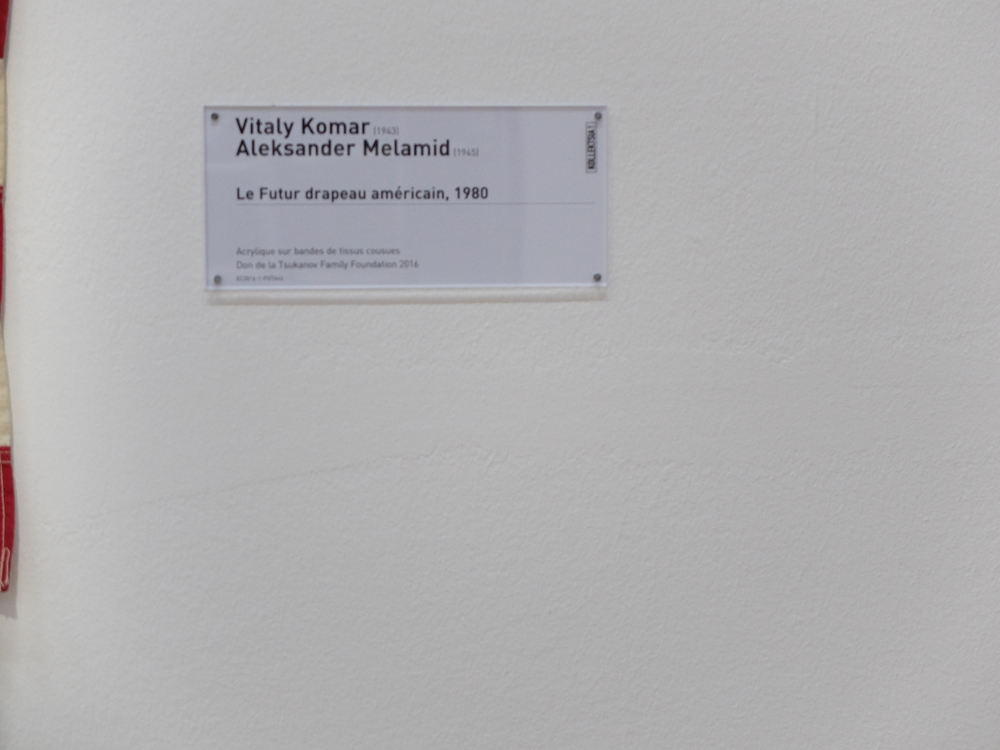 Vitaly Komar (1943)
Aleksander Melamid (1945)
KOLLEKTSIA !
Le Futur drapeau américain, 1980
Acrylique sur bandes de tissus cousues
Don de la Tsukanov Family Foundation 2016